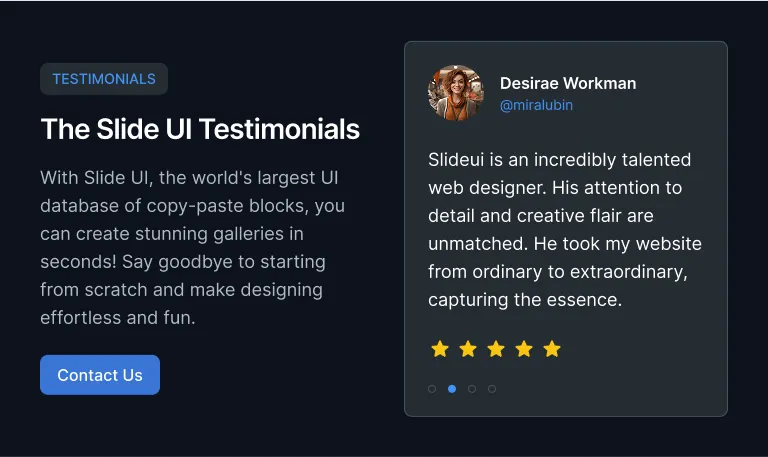 TESTIMONIALS
The Slide UI Testimonials
With Slide UI, the world's largest UI
database of copy-paste blocks, you
can create stunning galleries in
seconds! Say goodbye to starting
from scratch and make designing
effortless and fun.
Contact Us
Desirae Workman
@miralubin
Slideui is an incredibly talented
web designer. His attention to
detail and creative flair are
unmatched. He took my website
from ordinary to extraordinary,
capturing the essence.